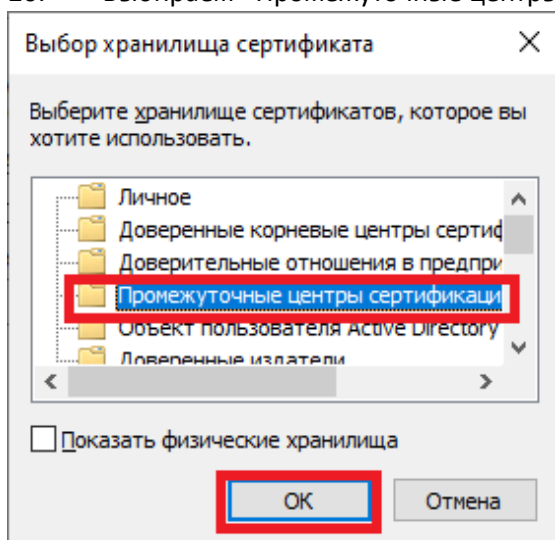 Выбор хранилища сертификата
Выберите хранилище сертификатов, которое вы
хотите использовать.
Личное
Доверенные корневые центры сертиф
Доверительные отношения в предпри
Промежуточные центры сертификаци
Объект пользователя Active Directory
Доверенные издатели
Показать физические хранилища
ОК
Отмена